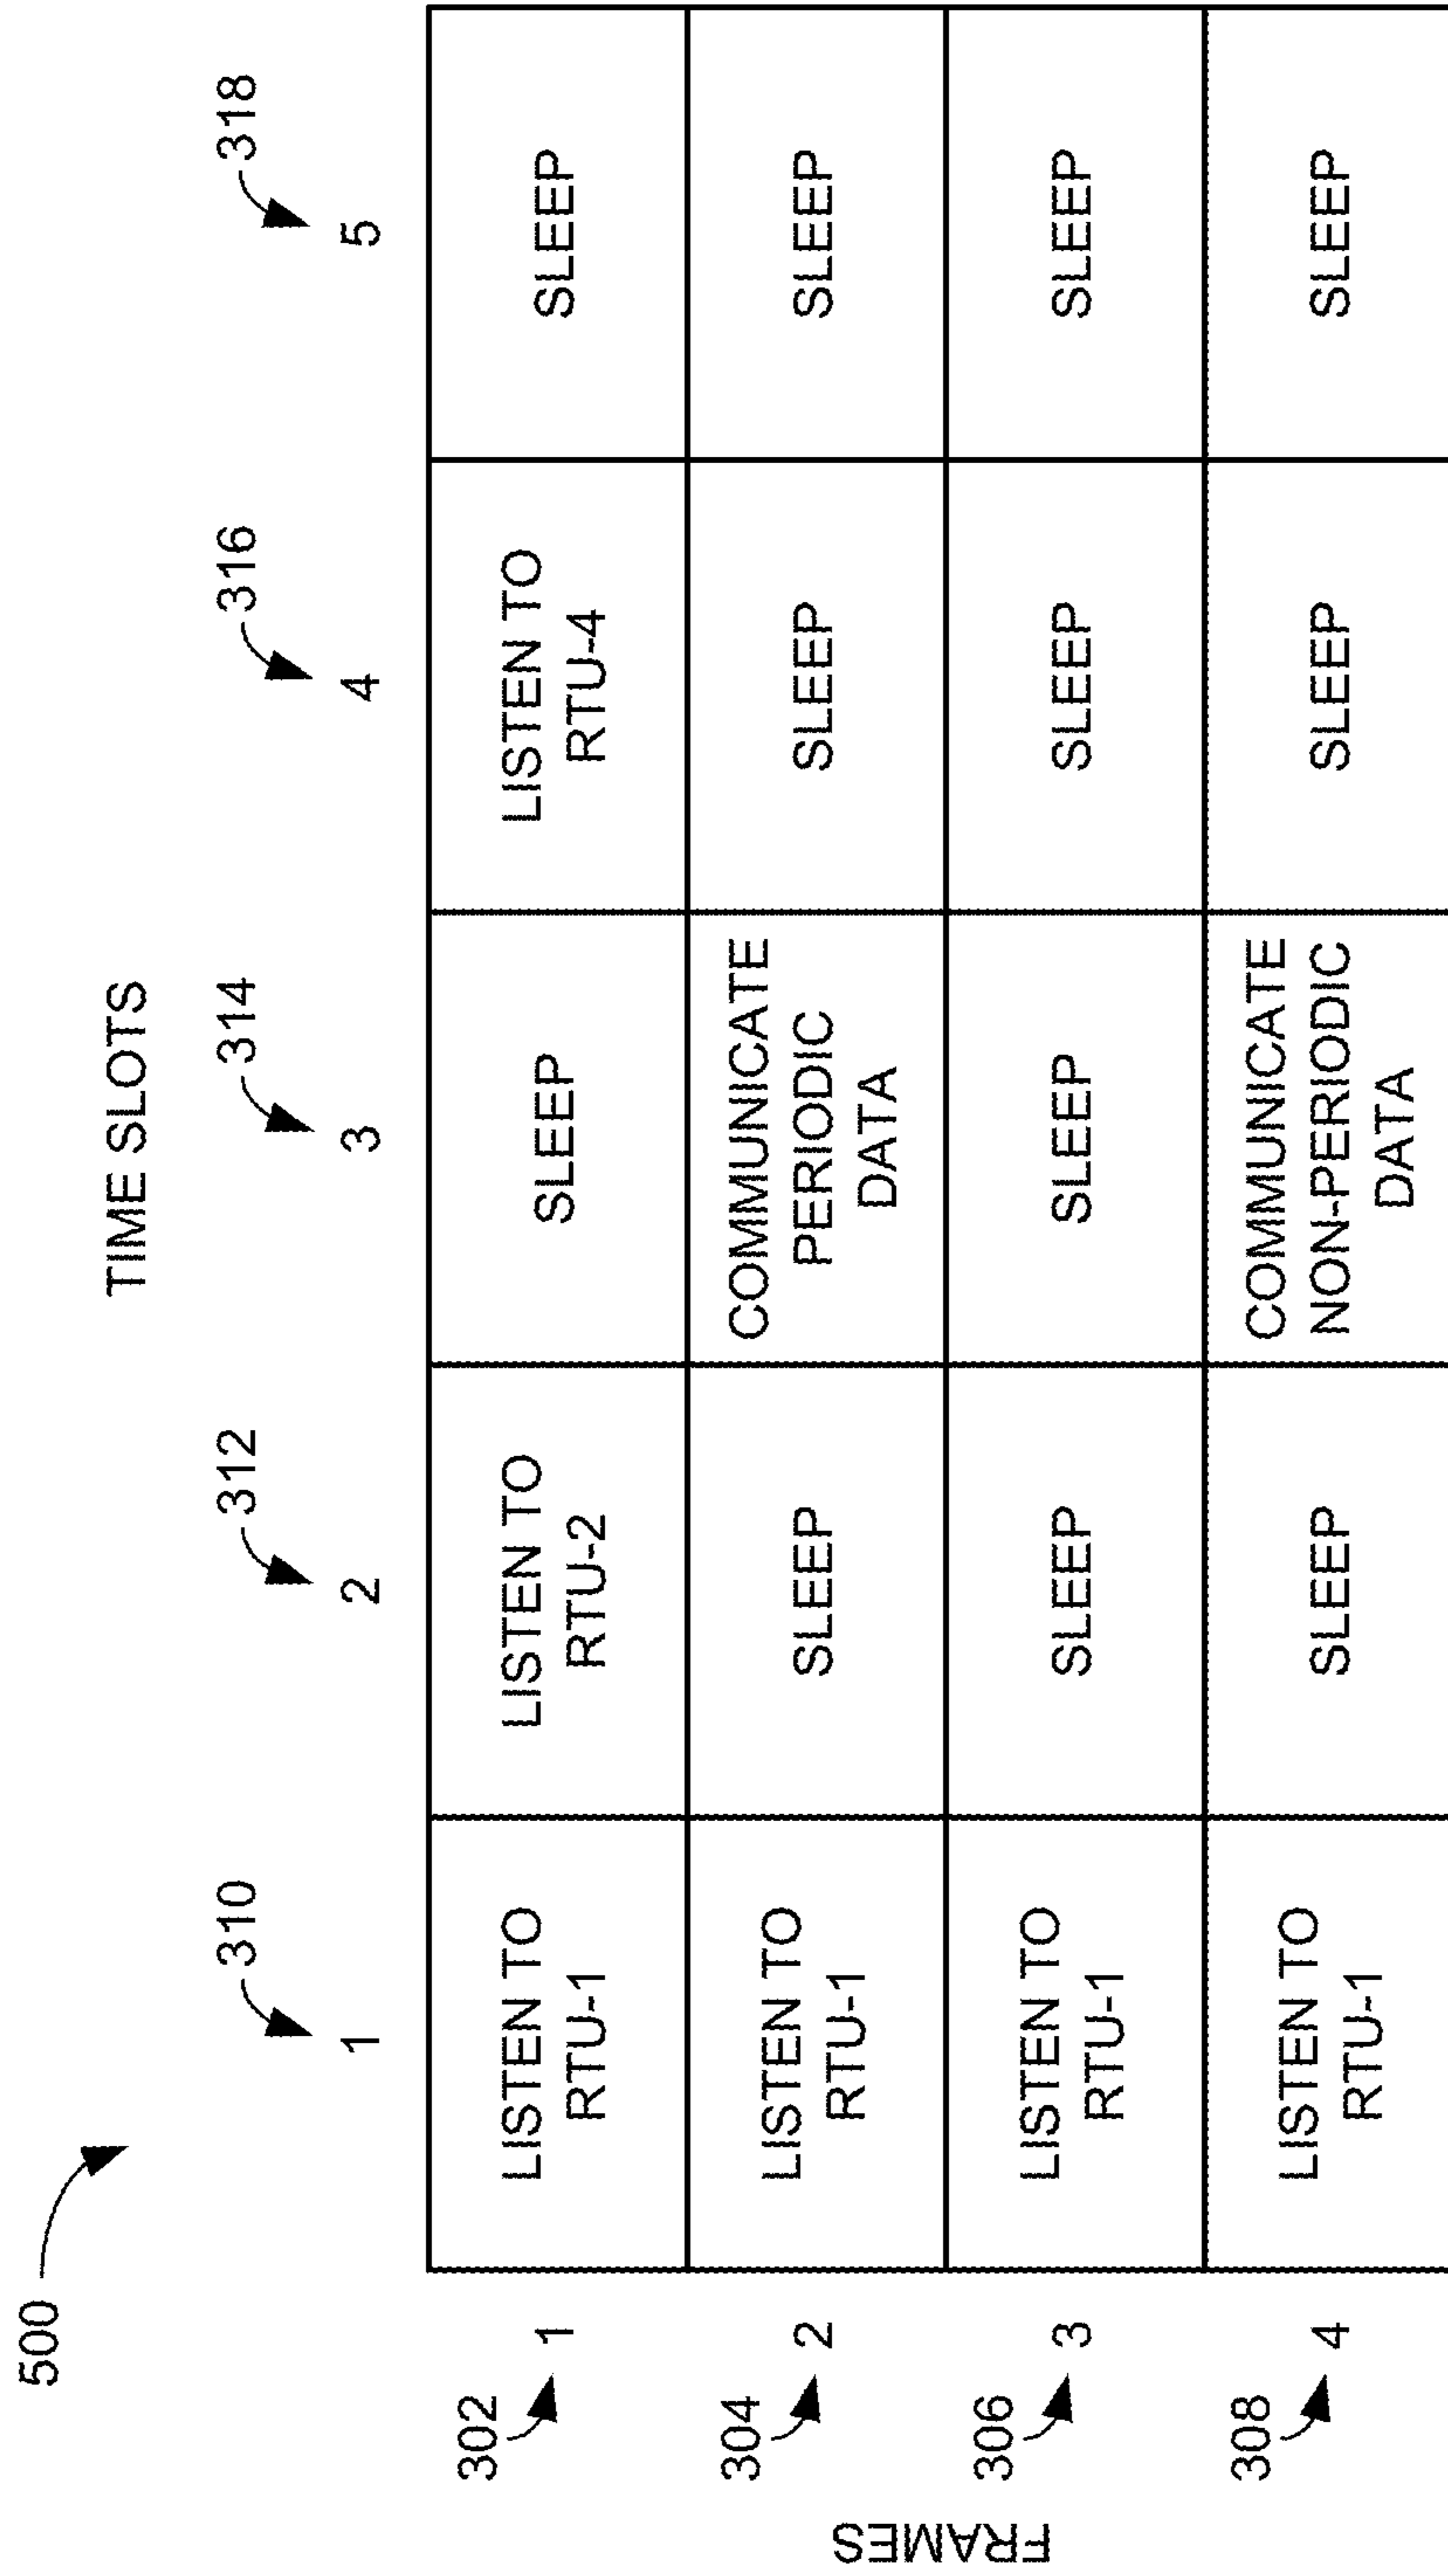 500
TIME SLOTS
310
312
314
316
318
1
2
3
4
5
FRAMES
302
1
LISTEN TO
RTU-1
LISTEN TO
RTU-2
SLEEP
LISTEN TO
RTU-4
SLEEP
304
2
LISTEN TO
RTU-1
SLEEP
COMMUNICATE
PERIODIC
DATA
SLEEP
SLEEP
306
3
LISTEN TO
RTU-1
SLEEP
SLEEP
SLEEP
SLEEP
308
4
LISTEN TO
RTU-1
SLEEP
COMMUNICATE
NON-PERIODIC
DATA
SLEEP
SLEEP